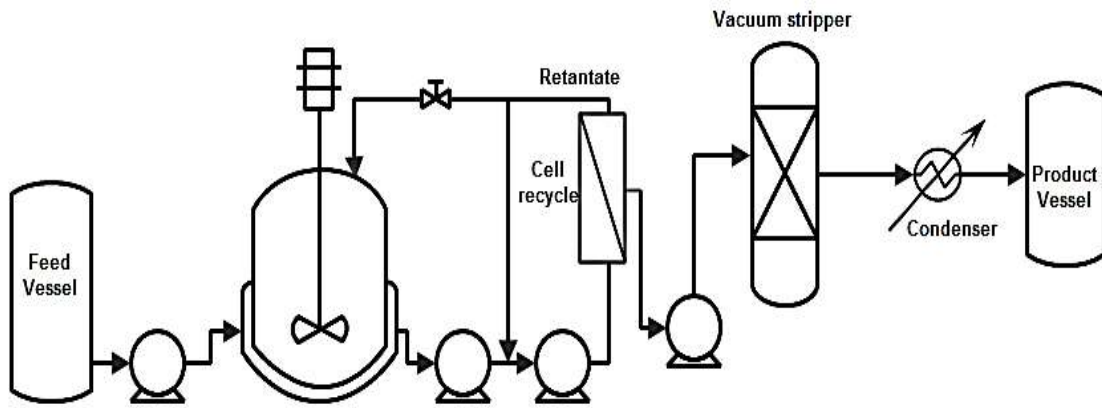 Vacuum stripper
Retantate
Cell
recycle
Product
Vessel
Condenser
Feed
Vessel